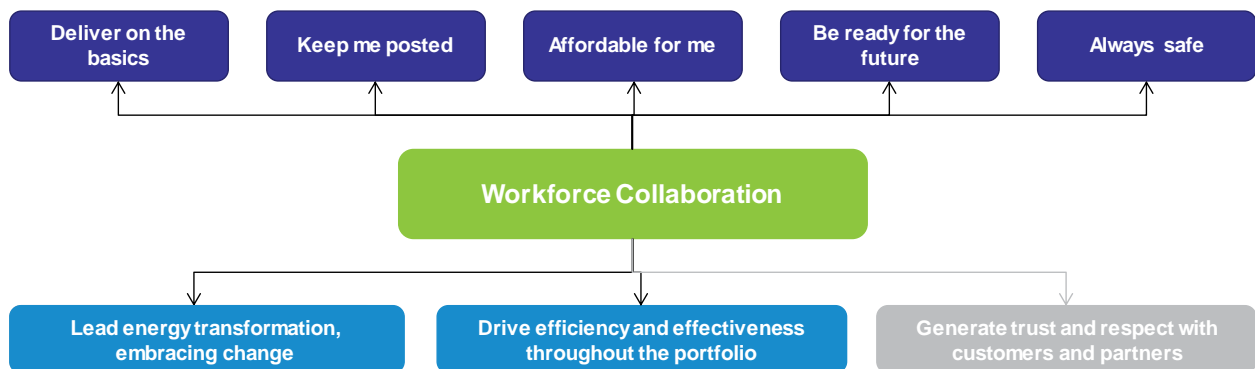 Deliver on the
basics
Keep me posted
Affordable for me
Be ready for the
future
Always safe
Workforce Collaboration
Lead energy transformation,
embracing change
Drive efficiency and effectiveness
throughout the portfolio
Generate trust and respect with
customers and partners